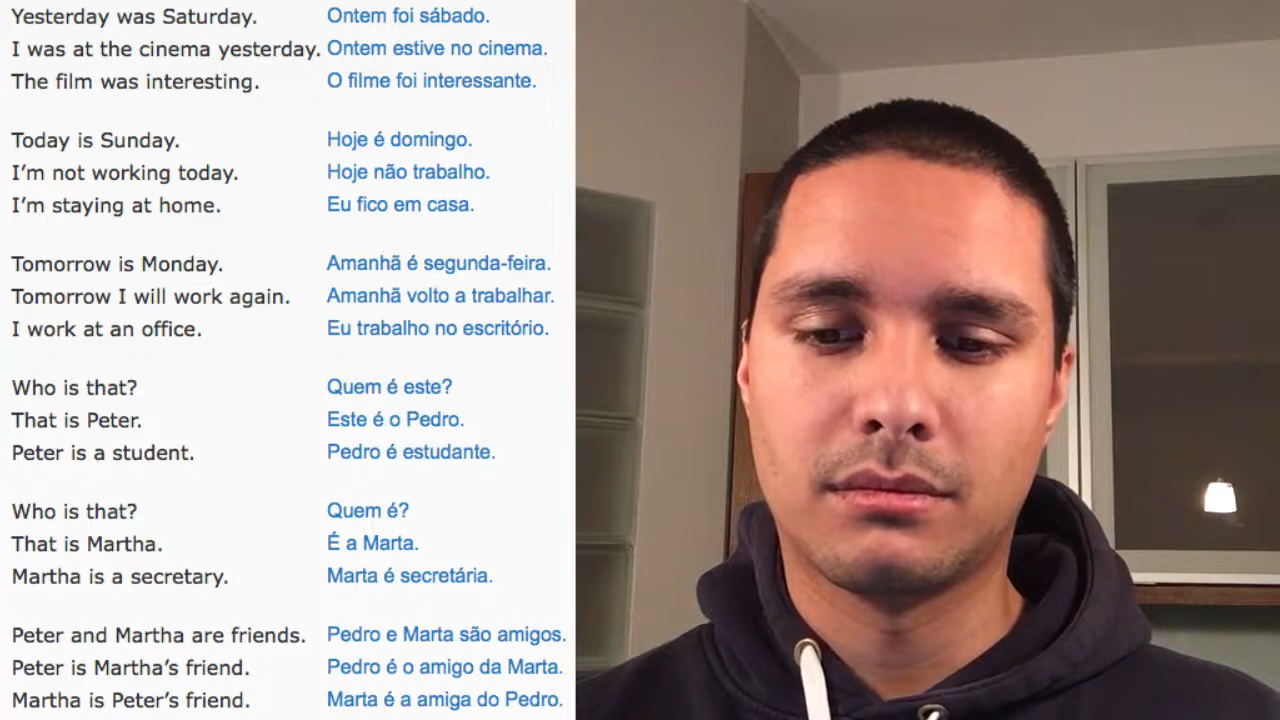 Yesterday was Saturday. Ontem foi sábado.
I was at the cinema yesterday. Ontem estive no cinema.
The film was interesting. O filme foi interessante.
Today is Sunday. Hoje é domingo.
I'm not working today. Hoje não trabalho.
I'm staying at home. Eu fico em casa.
Tomorrow is Monday. Amanhã é segunda-feira.
Tomorrow I will work again. Amanhã volto a trabalhar.
I work at an office. Eu trabalho no escritório.
Who is that? Quem é este?
That is Peter. Este é o Pedro.
Peter is a student. Pedro é estudante.
Who is that? Quem é?
That is Martha. É a Marta.
Martha is a secretary. Marta é secretária.
Peter and Martha are friends. Pedro e Marta são amigos.
Peter is Martha's friend. Pedro é o amigo da Marta.
Martha is Peter's friend. Marta é a amiga do Pedro.